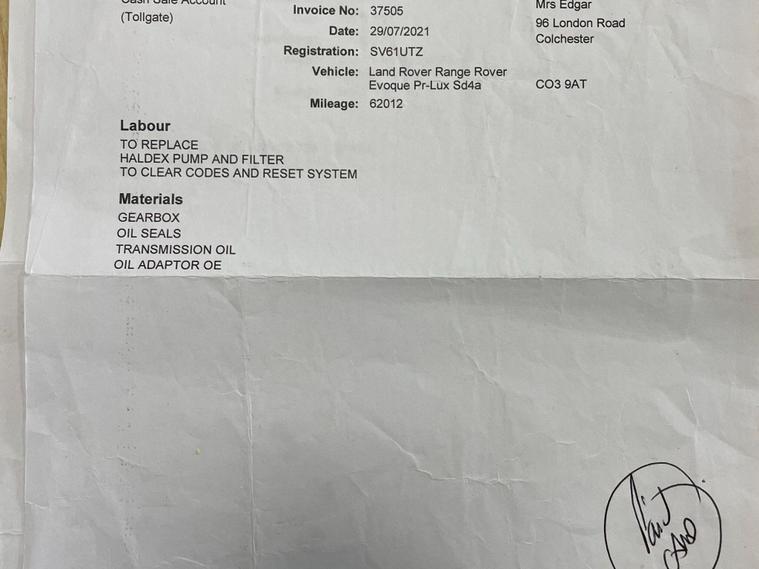 Cash Sale Account
(Tollgate)
Invoice No: 37505
Date: 29/07/2021
Registration: SV61UTZ
Vehicle: Land Rover Range Rover
Evoque Pr-Lux Sd4a
Mileage: 62012
Mrs Edgar
96 London Road
Colchester
CO3 9AT
Labour
TO REPLACE
HALDEX PUMP AND FILTER
TO CLEAR CODES AND RESET SYSTEM
Materials
GEARBOX
OIL SEALS
TRANSMISSION OIL
OIL ADAPTOR OE
Paid